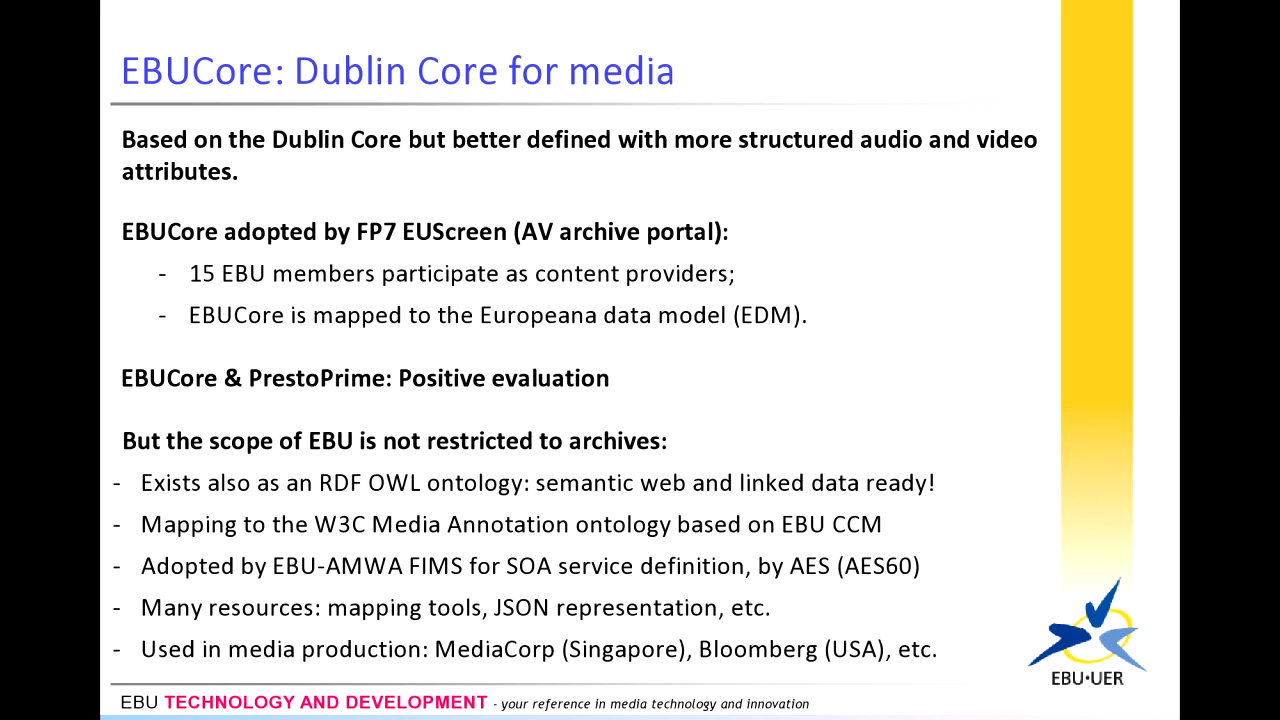 EBUCore: Dublin Core for media
Based on the Dublin Core but better defined with more structured audio and video
attributes.
EBUCore adopted by FP7 EUScreen (AV archive portal):
- 15 EBU members participate as content providers;
- EBUCore is mapped to the Europeana data model (EDM).
EBUCore & PrestoPrime: Positive evaluation
But the scope of EBU is not restricted to archives:
- Exists also as an RDF OWL ontology: semantic web and linked data ready!
- Mapping to the W3C Media Annotation ontology based on EBU CCM
- Adopted by EBU-AMWA FIMS for SOA service definition, by AES (AES60)
- Many resources: mapping tools, JSON representation, etc.
- Used in media production: MediaCorp (Singapore), Bloomberg (USA), etc.
EBU•UER
EBU TECHNOLOGY AND DEVELOPMENT - your reference in media technology and innovation